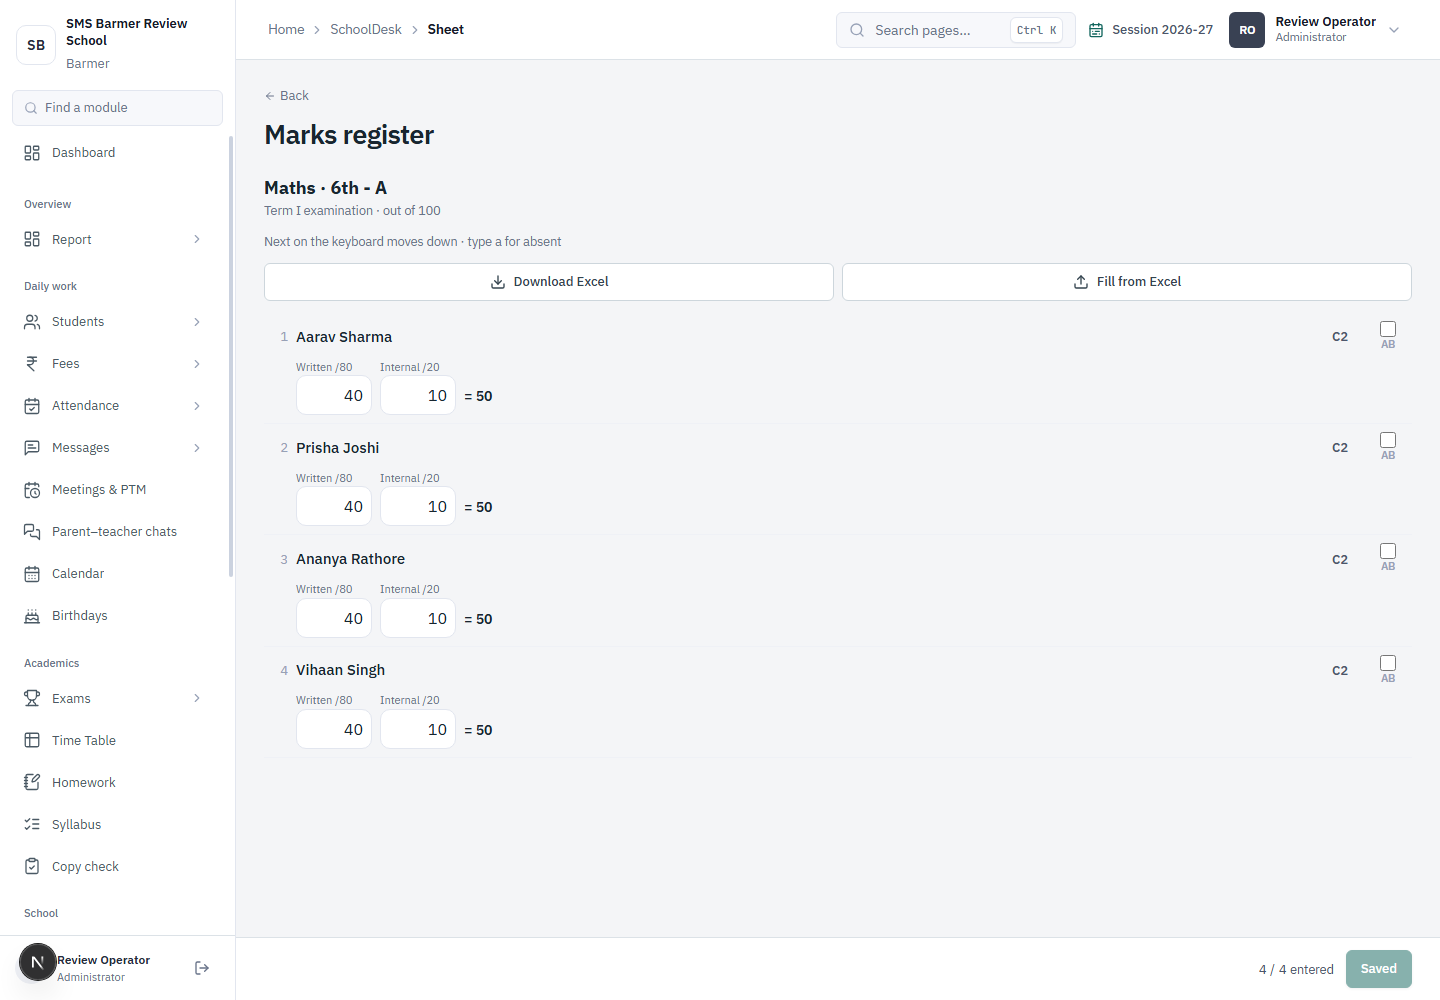 SB
SMS Barmer Review
School
Barmer
Find a module
Dashboard
Overview
Report
Daily work
Students
Fees
Attendance
Messages
Meetings & PTM
Parent–teacher chats
Calendar
Birthdays
Academics
Exams
Time Table
Homework
Syllabus
Copy check
School
N
Review Operator
Administrator
Home
SchoolDesk
Sheet
Search pages...
Ctrl K
Session 2026-27
RO
Review Operator
Administrator
← Back
Marks register
Maths · 6th - A
Term I examination · out of 100
Next on the keyboard moves down · type a for absent
Download Excel
Fill from Excel
1 Aarav Sharma C2 AB
Written /80 Internal /20
40 10 = 50
2 Prisha Joshi C2 AB
Written /80 Internal /20
40 10 = 50
3 Ananya Rathore C2 AB
Written /80 Internal /20
40 10 = 50
4 Vihaan Singh C2 AB
Written /80 Internal /20
40 10 = 50
4 / 4 entered
Saved